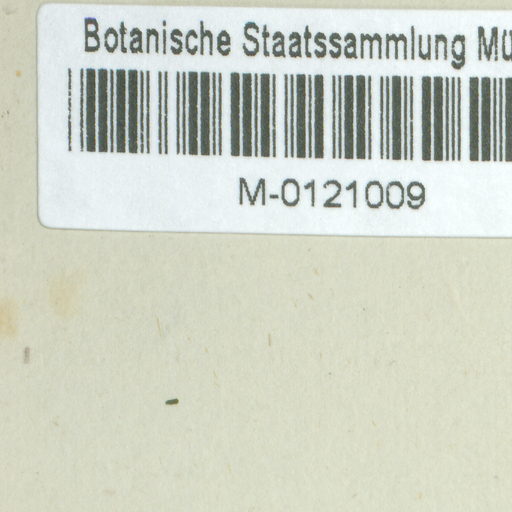 Botanische Staatssammlung Mü
M-0121009